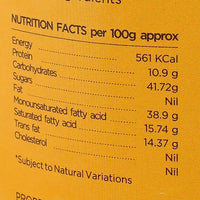 NUTRITION FACTS per 100g approx
Energy 561 KCal
Protein 10.9 g
Carbohydrates 41.72g
Sugars Nil
Fat 38.9 g
Monounsaturated fatty acid 15.74 g
Saturated fatty acid 14.37 g
Trans fat Nil
Cholesterol Nil
*Subject to Natural Variations